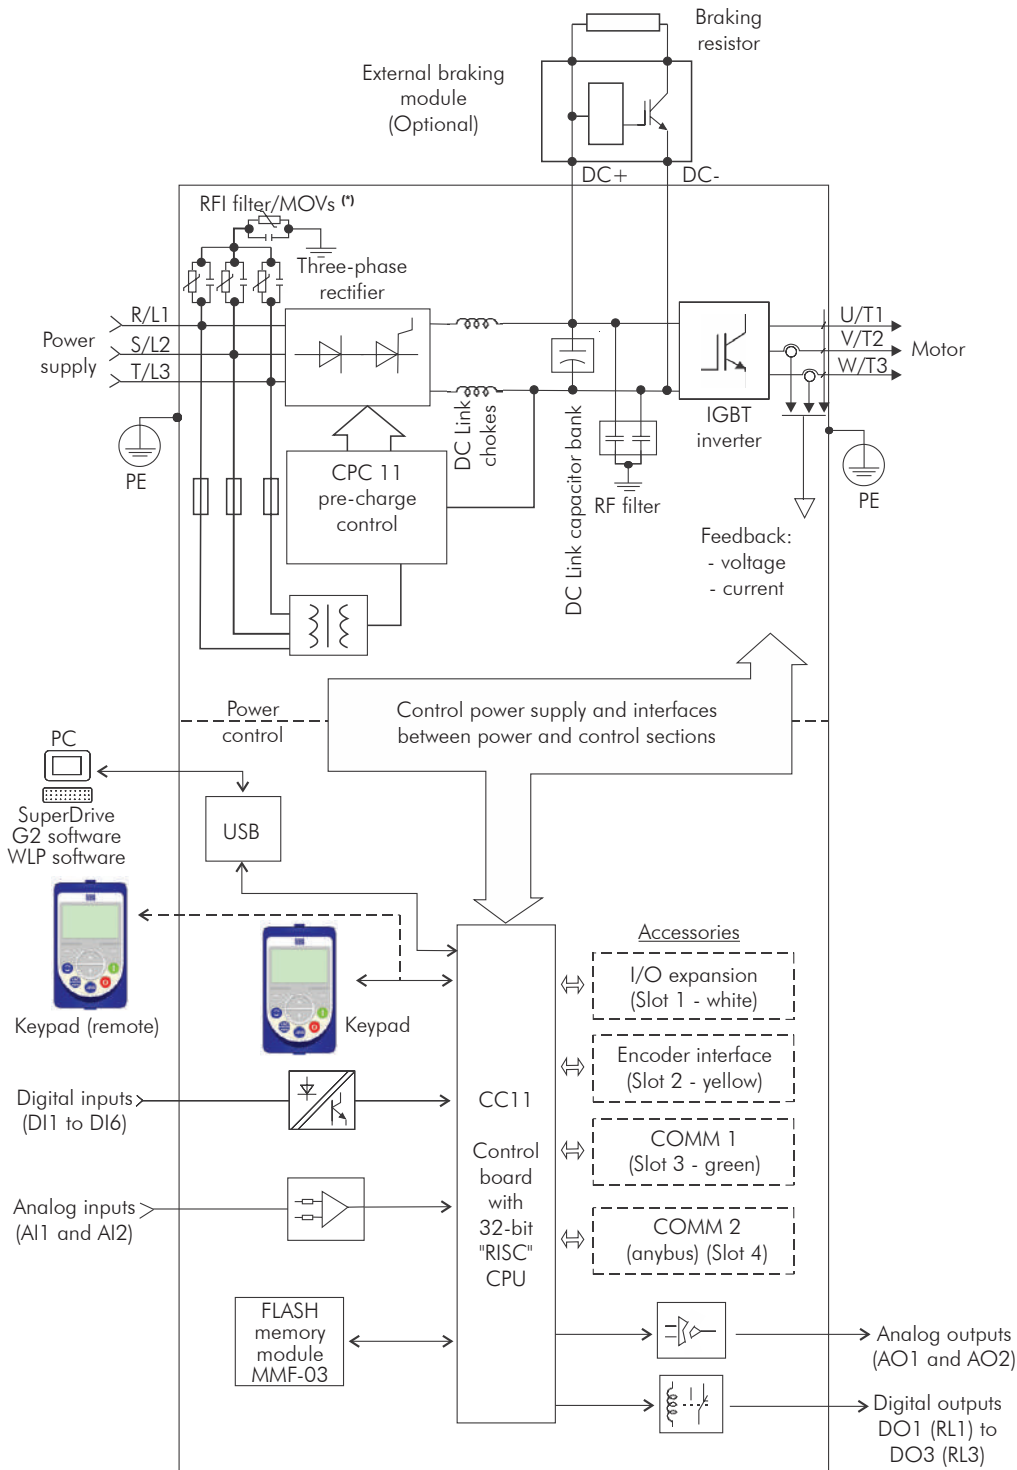 Braking
resistor
External braking
module
(Optional)
DC+
DC-
RFI filter/MOVs (*)
Three-phase
rectifier
R/L1
S/L2
T/L3
Power
supply
PE
U/T1
V/T2
W/T3
Motor
IGBT
inverter
DC Link
chokes
DC Link capacitor bank
RF filter
CPC 11
pre-charge
control
PE
Feedback:
- voltage
- current
Power
control
Control power supply and interfaces
between power and control sections
PC
SuperDrive
G2 software
WLP software
USB
Keypad (remote)
Keypad
Accessories
I/O expansion
(Slot 1 - white)
Encoder interface
(Slot 2 - yellow)
COMM 1
(Slot 3 - green)
COMM 2
(anybus) (Slot 4)
Digital inputs
(DI1 to DI6)
Analog inputs
(AI1 and AI2)
CC11
Control
board
with
32-bit
"RISC"
CPU
FLASH
memory
module
MMF-03
Analog outputs
(AO1 and AO2)
Digital outputs
DO1 (RL1) to
DO3 (RL3)